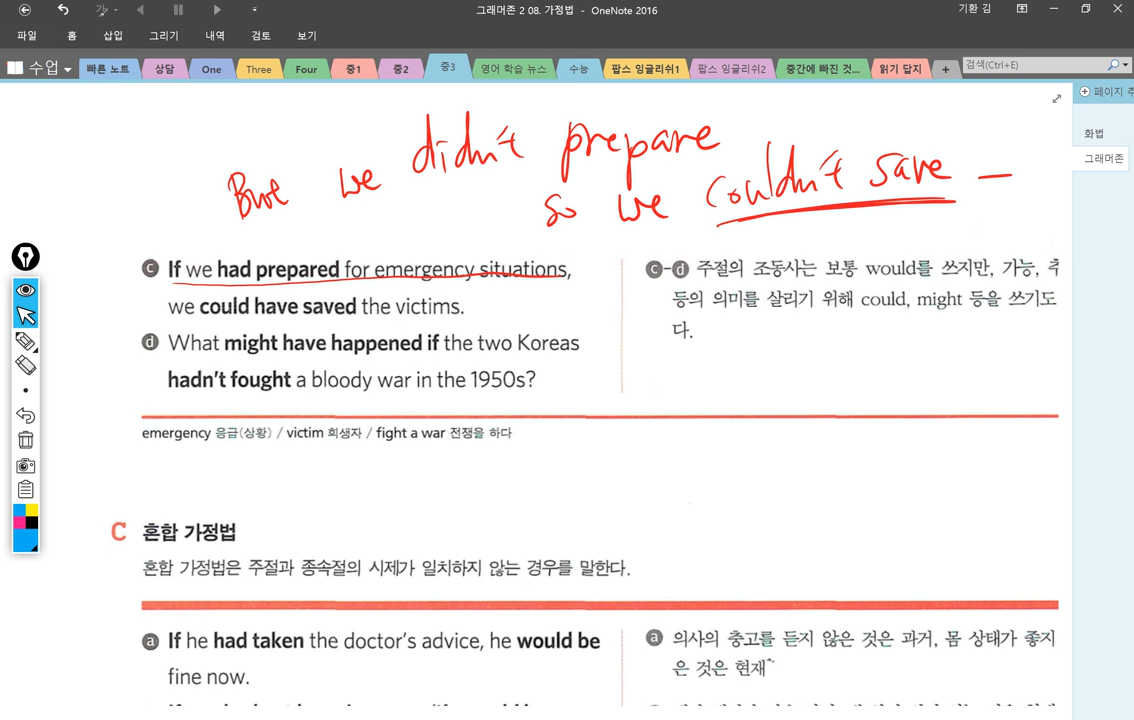 그래머존 2 08. 가정법 - OneNote 2016
기환 김
파일 홈 삽입 그리기 내역 검토 보기
수업 빠른 노트 상담 One Three Four 중1 중2 중3 영어 학습 뉴스 수능 팝스 잉글리쉬1 팝스 잉글리쉬2 중간에 빠진 것... 읽기 답지 + 검색(Ctrl+E)
페이지 추
화법
그래머존
we didn't prepare
so we couldn't save —
c If we had prepared for emergency situations,
we could have saved the victims.
d What might have happened if the two Koreas
hadn't fought a bloody war in the 1950s?
c-d 주절의 조동사는 보통 would를 쓰지만, 가능, 추
등의 의미를 살리기 위해 could, might 등을 쓰기도
다.
emergency 응급(상황) / victim 희생자 / fight a war 전쟁을 하다
C 혼합 가정법
혼합 가정법은 주절과 종속절의 시제가 일치하지 않는 경우를 말한다.
a If he had taken the doctor's advice, he would be
fine now.
a 의사의 충고를 듣지 않은 것은 과거, 몸 상태가 좋지
은 것은 현재